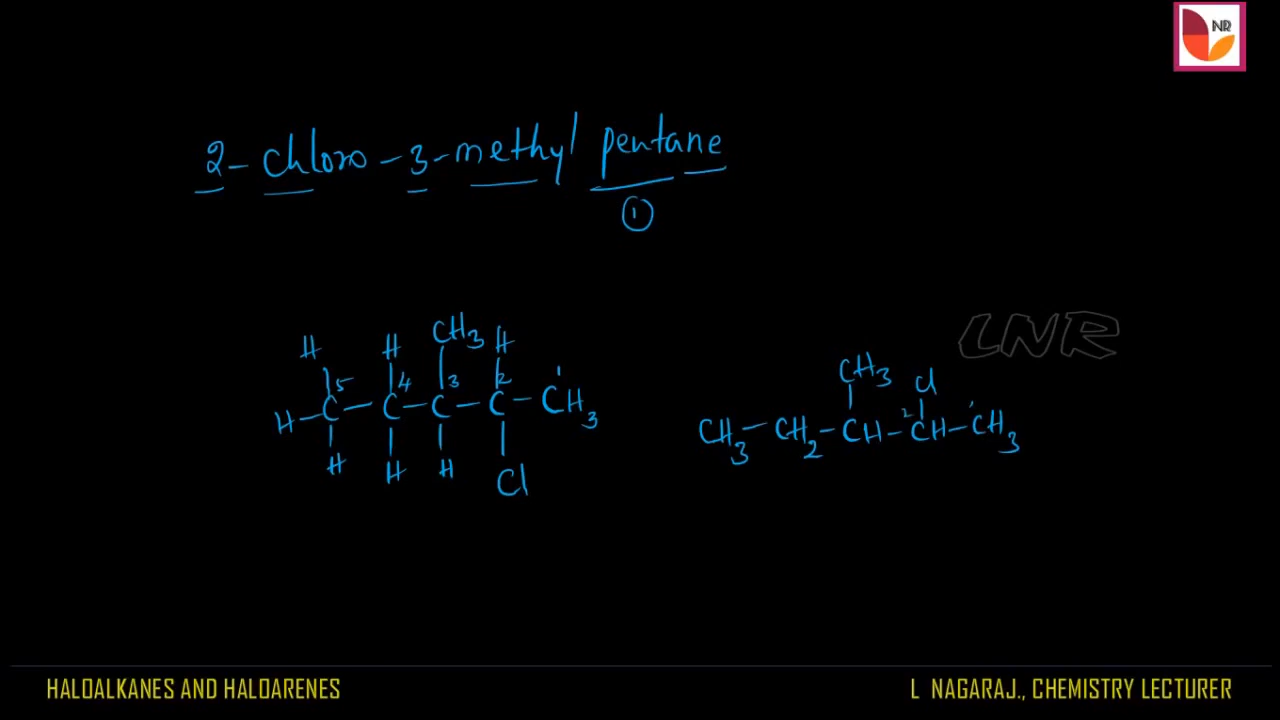 NR
2 - chloro - 3 - methyl pentane
1
LNR
CH3 H
H H
5 4 3 2 1
H - C - C - C - C - CH3
H H H
Cl
CH3 Cl
2 1
CH3 - CH2 - CH - CH - CH3
HALOALKANES AND HALOARENES
L NAGARAJ., CHEMISTRY LECTURER